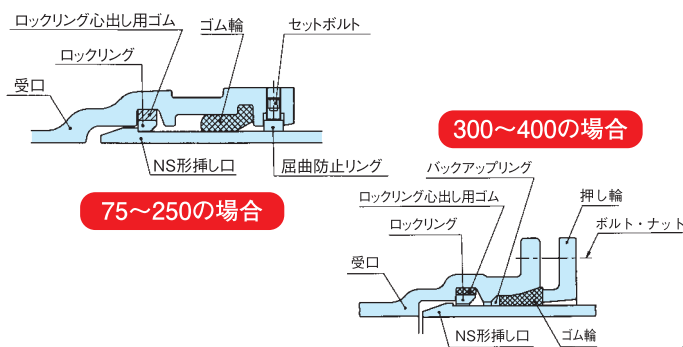 ロックリング心出し用ゴム
ゴム輪
セットボルト
ロックリング
受口
NS形挿し口
屈曲防止リング
75～250の場合
300～400の場合
バックアップリング
ロックリング心出し用ゴム
押し輪
ロックリング
ボルト・ナット
受口
NS形挿し口
ゴム輪